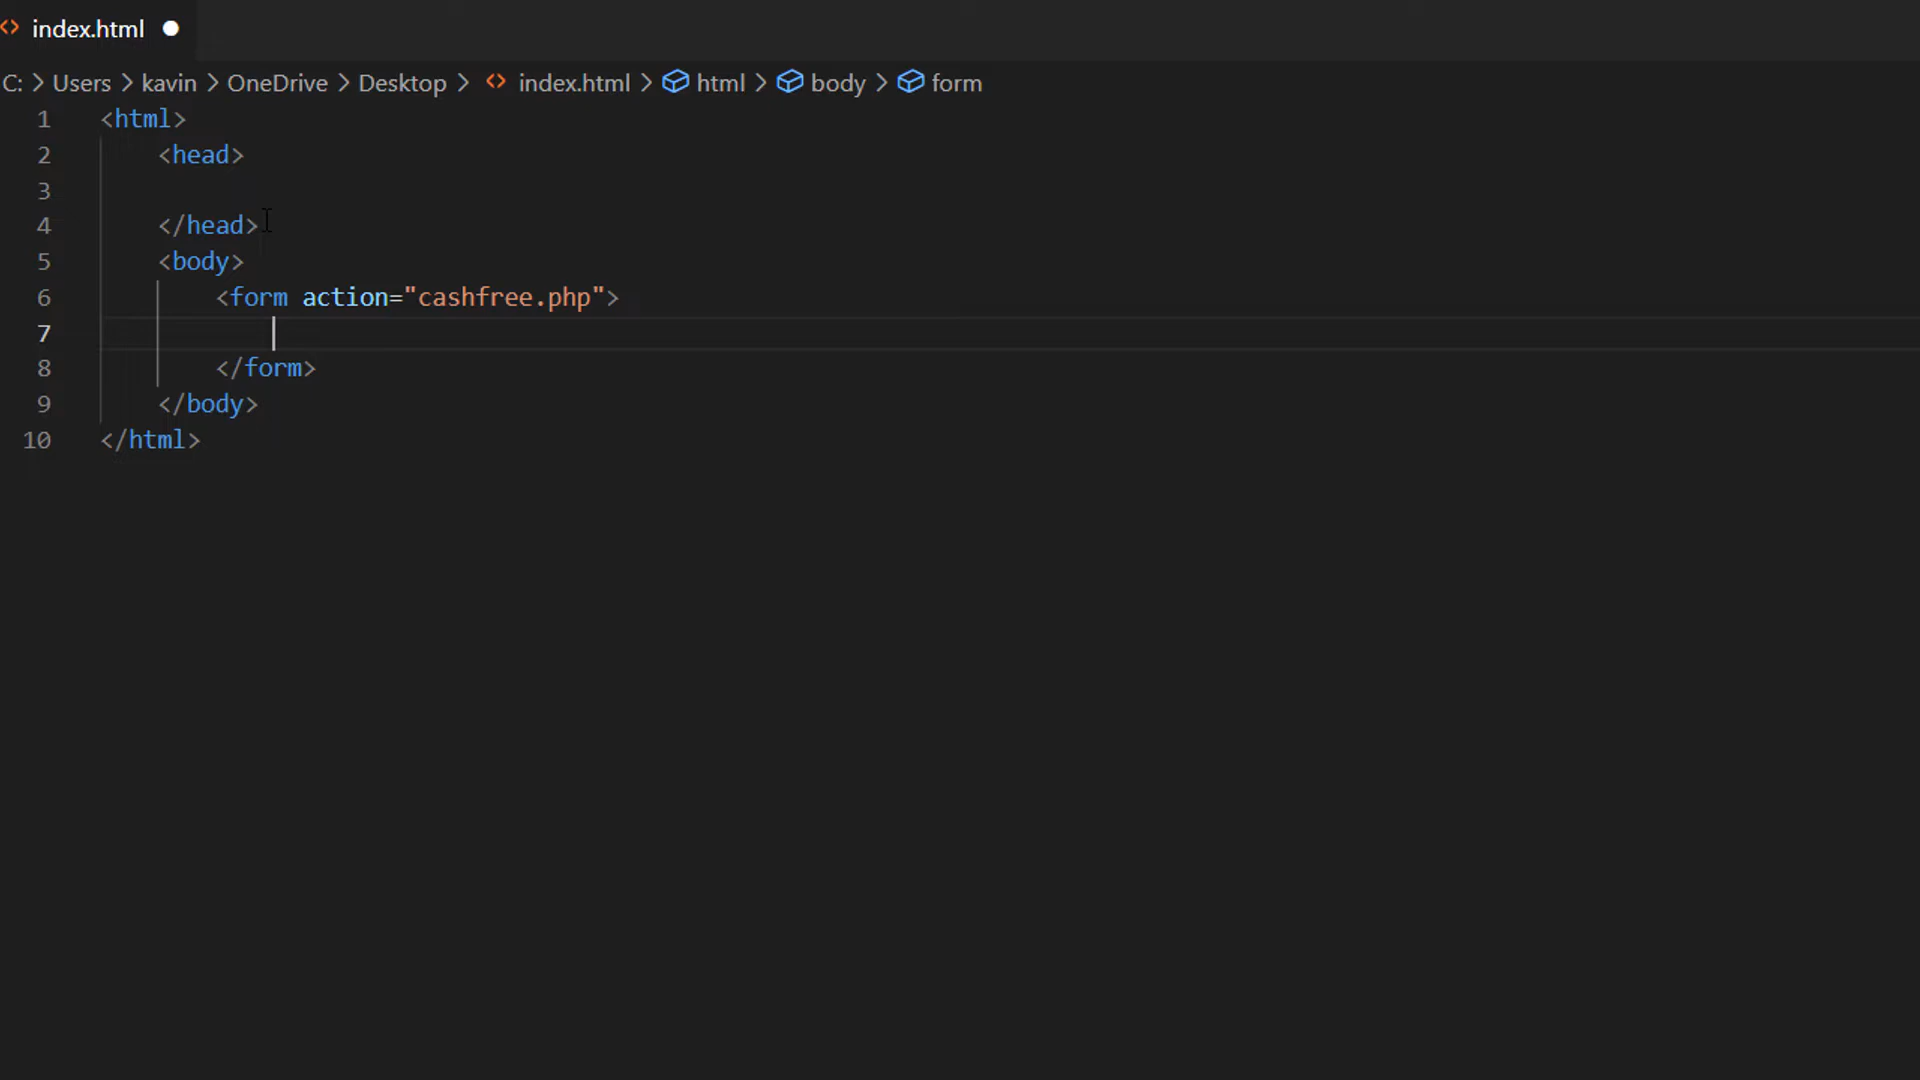 index.html
C: > Users > kavin > OneDrive > Desktop > index.html > html > body > form
1 <html>
2 <head>
3
4 </head>
5 <body>
6 <form action="cashfree.php">
7
8 </form>
9 </body>
10 </html>